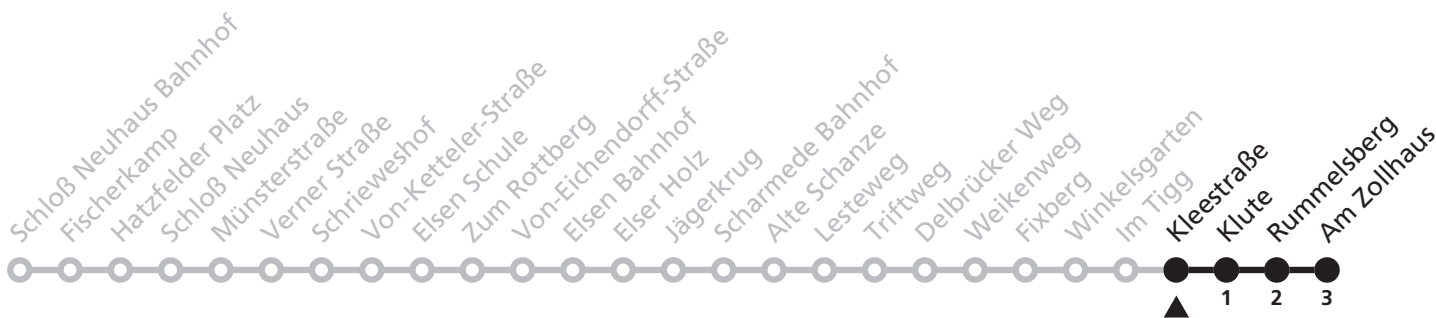 Schloß Neuhaus Bahnhof
Fischerkamp
Hatzfelder Platz
Schloß Neuhaus
Münsterstraße
Verner Straße
Schrieweshof
Von-Ketteler-Straße
Elsen Schule
Zum Rottberg
Von-Eichendorff-Straße
Elsen Bahnhof
Elser Holz
Jägerkrug
Scharmede Bahnhof
Alte Schanze
Lesteweg
Triftweg
Delbrücker Weg
Weikenweg
Fixberg
Winkelsgarten
Im Tigg
Kleestraße
Klute
Rummelsberg
Am Zollhaus
1 2 3